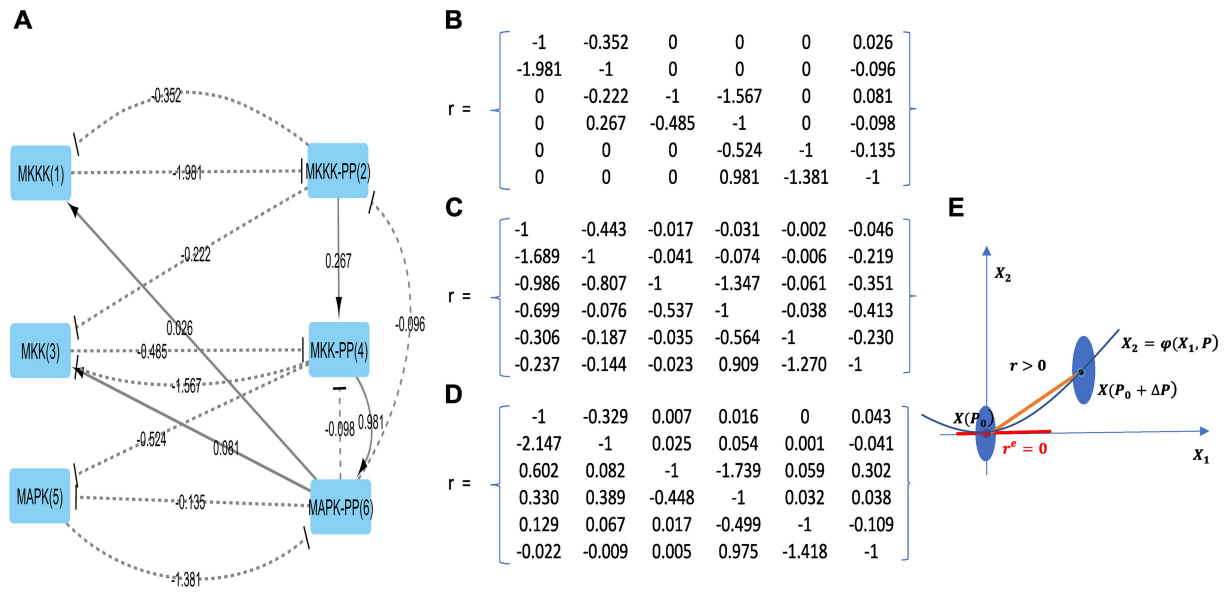 A
-0.352
MKKK(1)
-1.981
MKKK-PP(2)
-0.222
0.267
0.026
-0.096
MKK(3)
-0.485
MKK-PP(4)
-1.567
-0.524
0.081
-0.098
0.981
MAPK(5)
-0.135
MAPK-PP(6)
-1.381
B
r =
-1 -0.352 0 0 0 0.026
-1.981 -1 0 0 0 -0.096
0 -0.222 -1 -1.567 0 0.081
0 0.267 -0.485 -1 0 -0.098
0 0 0 -0.524 -1 -0.135
0 0 0 0.981 -1.381 -1
C
r =
-1 -0.443 -0.017 -0.031 -0.002 -0.046
-1.689 -1 -0.041 -0.074 -0.006 -0.219
-0.986 -0.807 -1 -1.347 -0.061 -0.351
-0.699 -0.076 -0.537 -1 -0.038 -0.413
-0.306 -0.187 -0.035 -0.564 -1 -0.230
-0.237 -0.144 -0.023 0.909 -1.270 -1
D
r =
-1 -0.329 0.007 0.016 0 0.043
-2.147 -1 0.025 0.054 0.001 -0.041
0.602 0.082 -1 -1.739 0.059 0.302
0.330 0.389 -0.448 -1 0.032 0.038
0.129 0.067 0.017 -0.499 -1 -0.109
-0.022 -0.009 0.005 0.975 -1.418 -1
E
X₂
X₂ = φ(X₁, P)
r > 0
X(P₀ + ΔP)
X(P₀)
rᵉ = 0
X₁